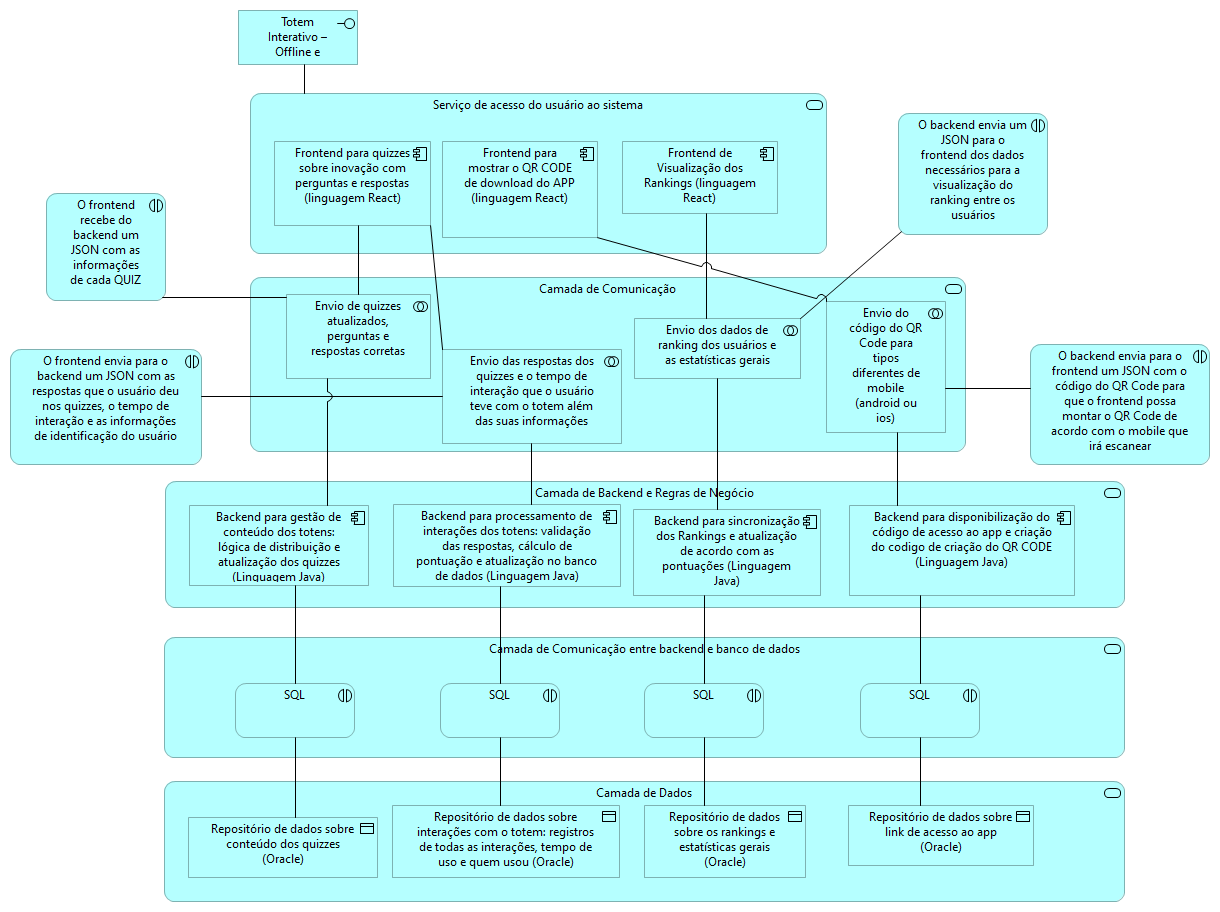 Totem
Interativo –
Offline e
Serviço de acesso do usuário ao sistema
Frontend para quizzes
sobre inovação com
perguntas e respostas
(linguagem React)
Frontend para
mostrar o QR CODE
de download do APP
(linguagem React)
Frontend de
Visualização dos
Rankings (linguagem
React)
O backend envia um
JSON para o
frontend dos dados
necessários para a
visualização do
ranking entre os
usuários
O frontend
recebe do
backend um
JSON com as
informações
de cada QUIZ
Camada de Comunicação
Envio de quizzes
atualizados,
perguntas e
respostas corretas
Envio das respostas dos
quizzes e o tempo de
interação que o usuário
teve com o totem além
das suas informações
Envio dos dados de
ranking dos usuários e
as estatísticas gerais
Envio do
código do QR
Code para
tipos
diferentes de
mobile
(android ou
ios)
O frontend envia para o
backend um JSON com as
respostas que o usuário deu
nos quizzes, o tempo de
interação e as informações
de identificação do usuário
O backend envia para o
frontend um JSON com o
código do QR Code para
que o frontend possa
montar o QR Code de
acordo com o mobile que
irá escanear
Camada de Backend e Regras de Negócio
Backend para gestão de
conteúdo dos totens:
lógica de distribuição e
atualização dos quizzes
(Linguagem Java)
Backend para processamento de
interações dos totens: validação
das respostas, cálculo de
pontuação e atualização no banco
de dados (Linguagem Java)
Backend para sincronização
dos Rankings e atualização
de acordo com as
pontuações (Linguagem
Java)
Backend para disponibilização do
código de acesso ao app e criação
do codigo de criação do QR CODE
(Linguagem Java)
Camada de Comunicação entre backend e banco de dados
SQL
SQL
SQL
SQL
Camada de Dados
Repositório de dados sobre
conteúdo dos quizzes
(Oracle)
Repositório de dados sobre
interações com o totem: registros
de todas as interações, tempo de
uso e quem usou (Oracle)
Repositório de dados
sobre os rankings e
estatísticas gerais
(Oracle)
Repositório de dados sobre
link de acesso ao app
(Oracle)